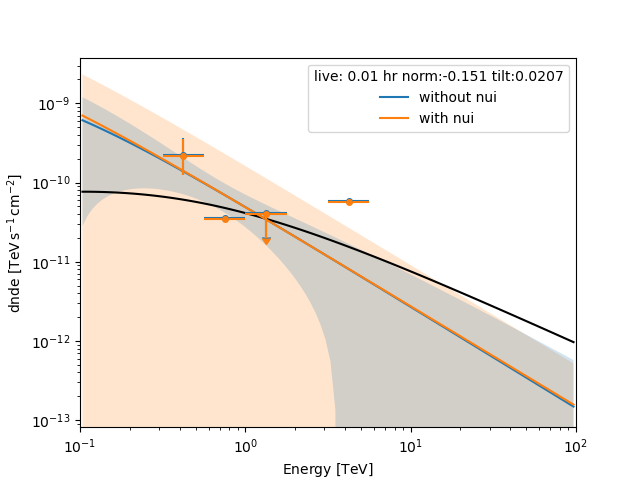 live: 0.01 hr norm:-0.151 tilt:0.0207
without nui
with nui
dnde [TeV s⁻¹ cm⁻²]
10⁻⁹
10⁻¹⁰
10⁻¹¹
10⁻¹²
10⁻¹³
10⁻¹ 10⁰ 10¹ 10²
Energy [TeV]